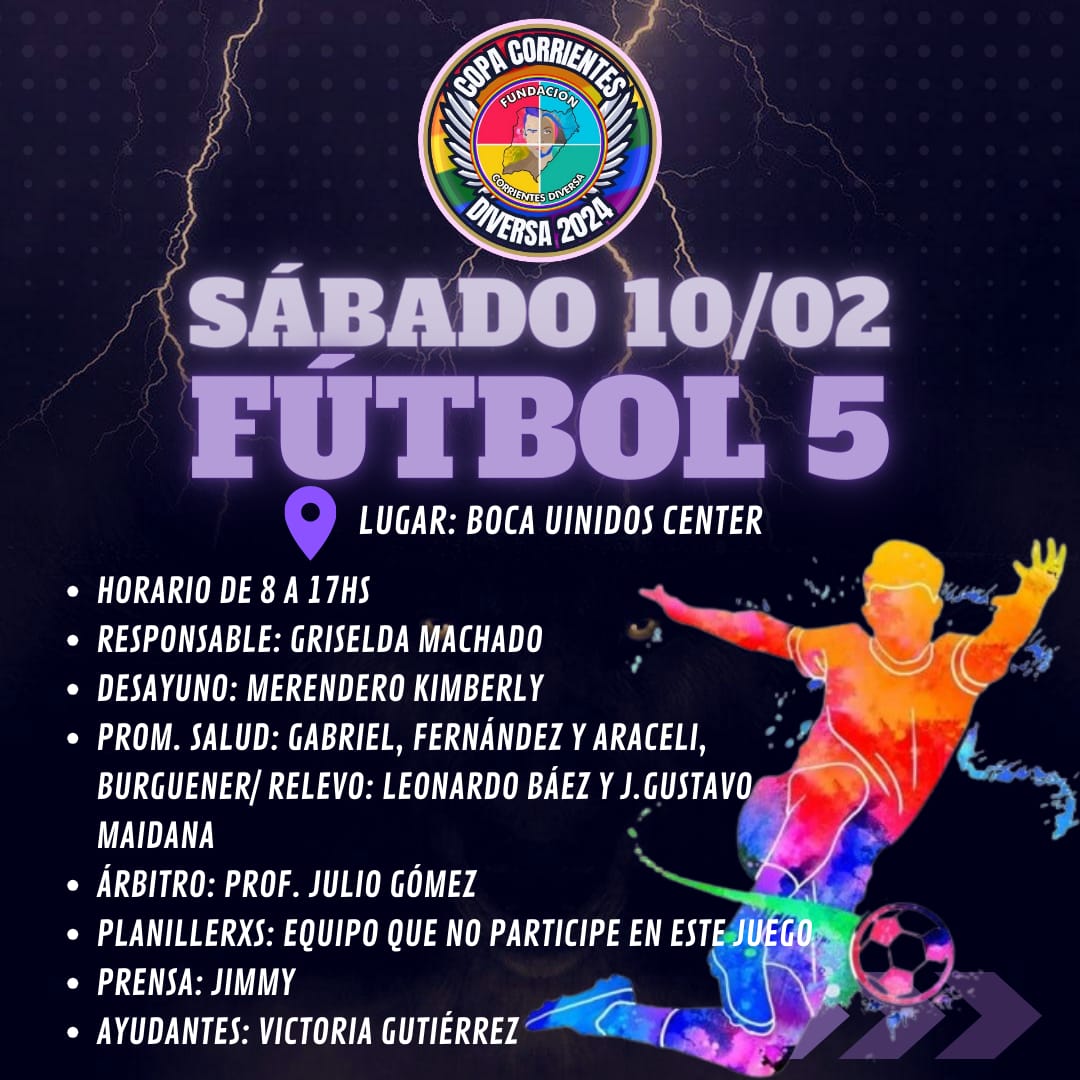 COPA CORRIENTES
FUNDACION
CORRIENTES DIVERSA
DIVERSA 2024
SÁBADO 10/02
FÚTBOL 5
LUGAR: BOCA UINIDOS CENTER
• HORARIO DE 8 A 17HS
• RESPONSABLE: GRISELDA MACHADO
• DESAYUNO: MERENDERO KIMBERLY
• PROM. SALUD: GABRIEL, FERNÁNDEZ Y ARACELI,
BURGUENER/ RELEVO: LEONARDO BÁEZ Y J.GUSTAVO
MAIDANA
• ÁRBITRO: PROF. JULIO GÓMEZ
• PLANILLERXS: EQUIPO QUE NO PARTICIPE EN ESTE JUEGO
• PRENSA: JIMMY
• AYUDANTES: VICTORIA GUTIÉRREZ